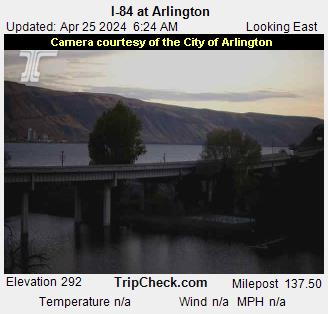 I-84 at Arlington
Updated: Apr 25 2024 6:24 AM Looking East
Camera courtesy of the City of Arlington
Elevation 292 TripCheck.com Milepost 137.50
Temperature n/a Wind n/a MPH n/a